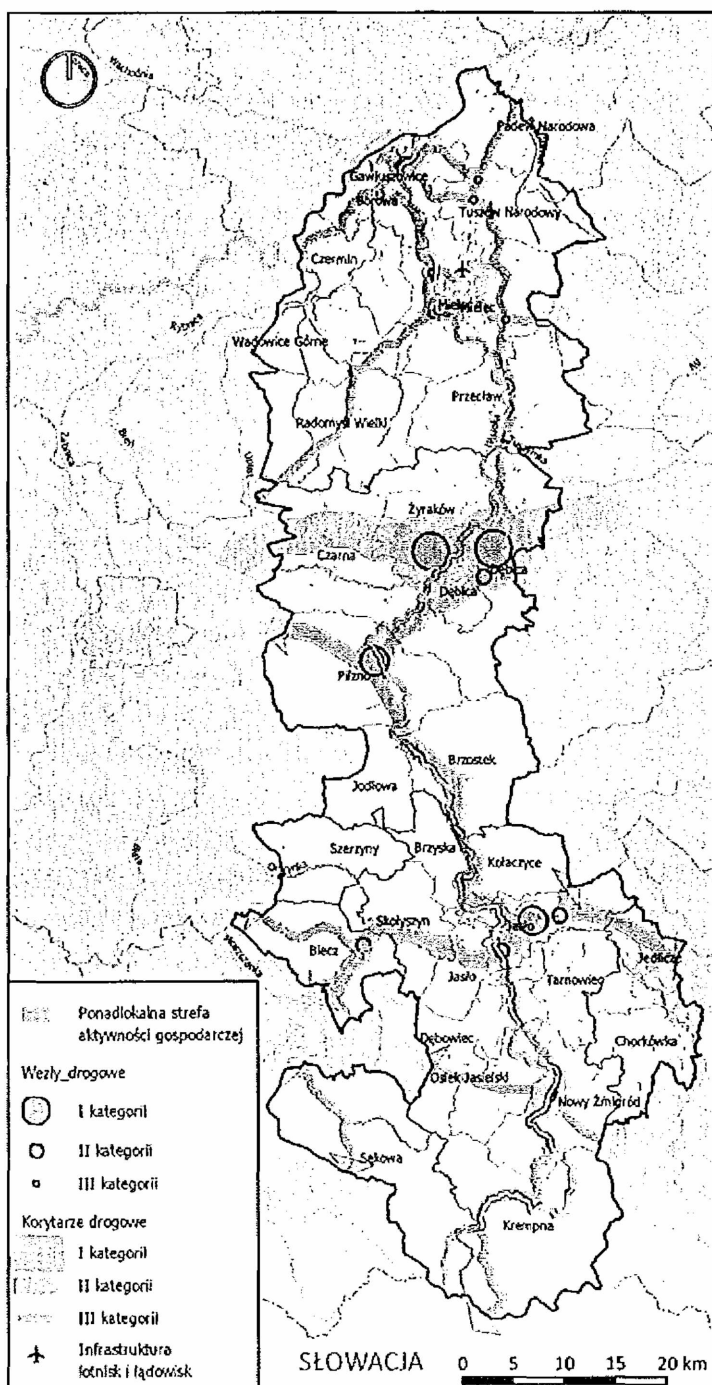 Wschodnia
Padew Narodowa
Gawłuszowice
Borowa
Tuszów Narodowy
Czermin
Mielec
Mielec
Wadowice Górne
Przecław
Radomyśl Wielki
Żyraków
Czarna
Dębica
Dębica
Pilzno
Brzostek
Jodłowa
Szerzyny
Brzyska
Kołaczyce
Skołyszyn
Biecz
Jasło
Jasło
Jedlicze
Tarnowiec
Dębowiec
Chorkówka
Osiek Jasielski
Nowy Żmigród
Sękowa
Krempna
Ponadlokalna strefa
aktywności gospodarczej
Węzły_drogowe
I kategorii
II kategorii
III kategorii
Korytarze drogowe
I kategorii
II kategorii
III kategorii
Infrastruktura
lotnisk i lądowisk
SŁOWACJA
0 5 10 15 20 km